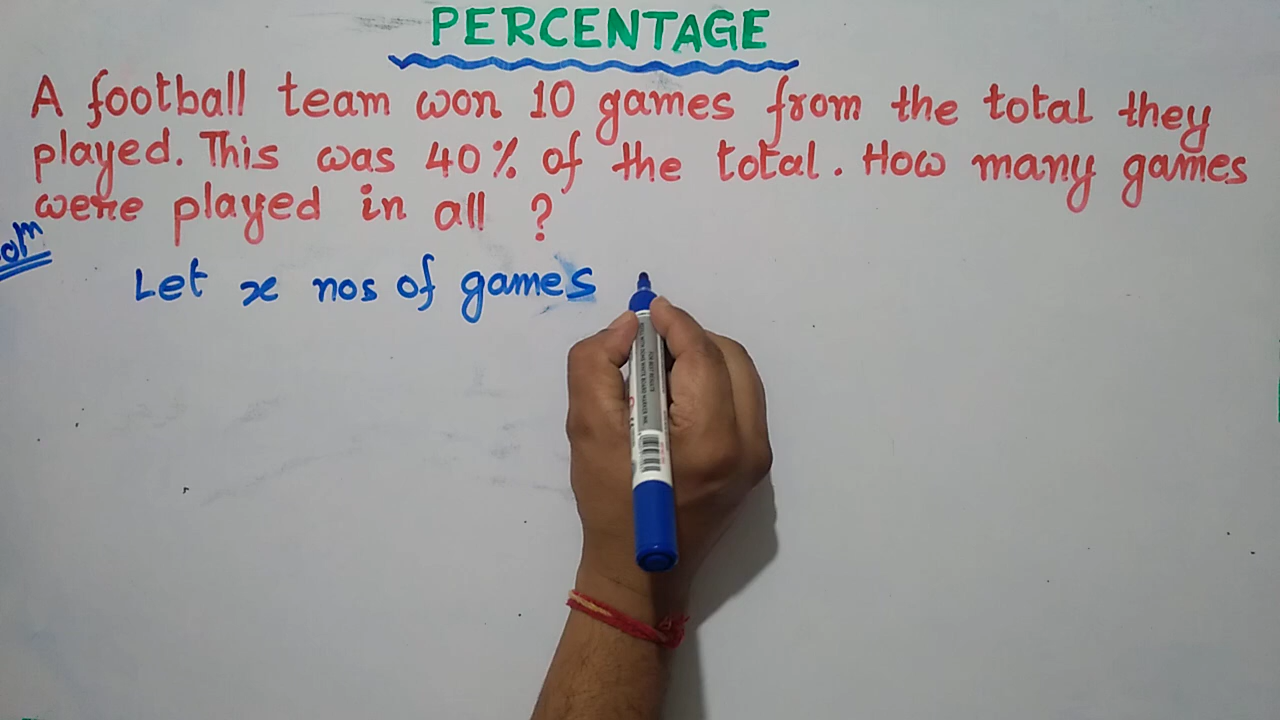 PERCENTAGE
A football team won 10 games from the total they
played. This was 40% of the total. How many games
were played in all ?
Let x nos of games